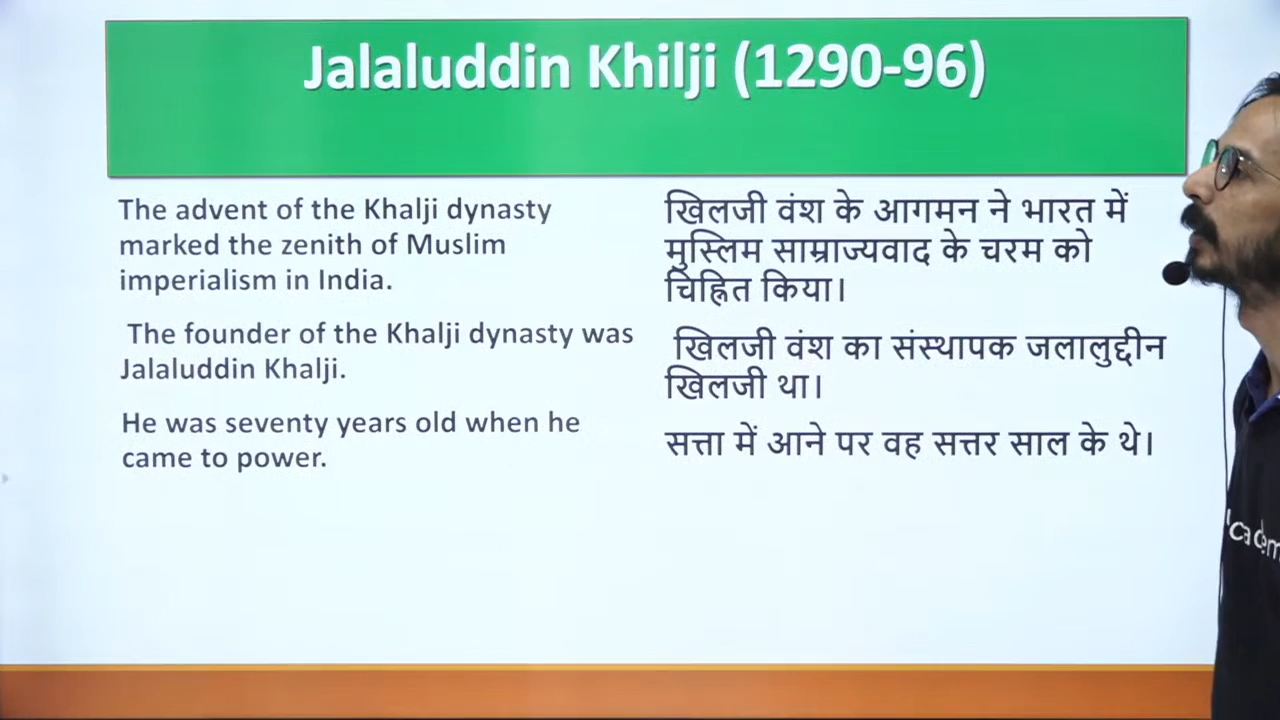 Jalaluddin Khilji (1290-96)
The advent of the Khalji dynasty
marked the zenith of Muslim
imperialism in India.
The founder of the Khalji dynasty was
Jalaluddin Khalji.
He was seventy years old when he
came to power.
खिलजी वंश के आगमन ने भारत में
मुस्लिम साम्राज्यवाद के चरम को
चिह्नित किया।
खिलजी वंश का संस्थापक जलालुद्दीन
खिलजी था।
सत्ता में आने पर वह सत्तर साल के थे।
cadem